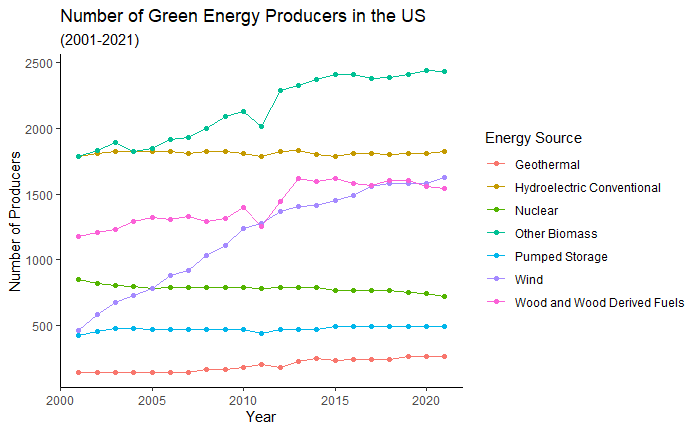 Number of Green Energy Producers in the US
(2001-2021)
2500
2000
1500
1000
500
Number of Producers
2000
2005
2010
2015
2020
Year
Energy Source
Geothermal
Hydroelectric Conventional
Nuclear
Other Biomass
Pumped Storage
Wind
Wood and Wood Derived Fuels